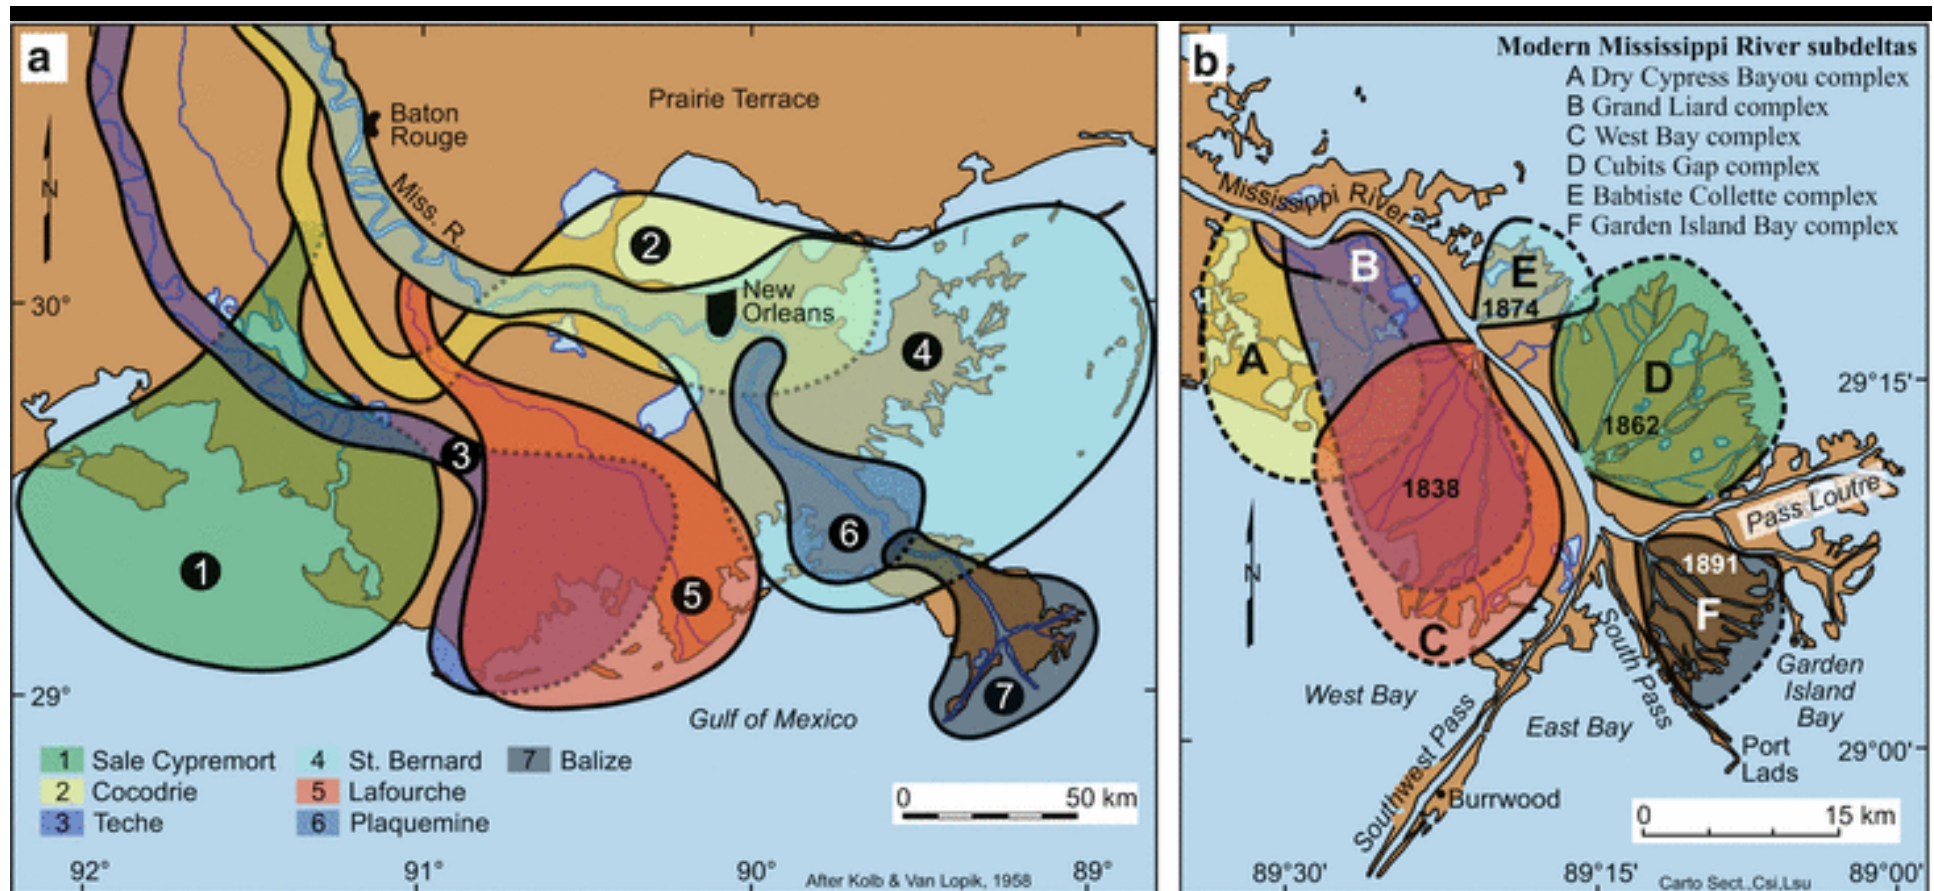 a
Baton
Rouge
Prairie Terrace
N
Miss. R.
2
30°
New
Orleans
4
3
6
1
5
7
29°
Gulf of Mexico
1 Sale Cypremort
2 Cocodrie
3 Teche
4 St. Bernard
5 Lafourche
6 Plaquemine
7 Balize
0 50 km
92° 91° 90° 89°
After Kolb & Van Lopik, 1958
b
Modern Mississippi River subdeltas
A Dry Cypress Bayou complex
B Grand Liard complex
C West Bay complex
D Cubits Gap complex
E Babtiste Collette complex
F Garden Island Bay complex
Mississippi River
B
E
1874
A
D
29°15'
1862
1838
Pass Loutre
N
1891
F
C
South Pass
Garden
Island
Bay
West Bay
East Bay
Southwest Pass
Port
Lads
29°00'
Burrwood
0 15 km
89°30' 89°15' 89°00'
Carto Sect.,Csi,Lsu